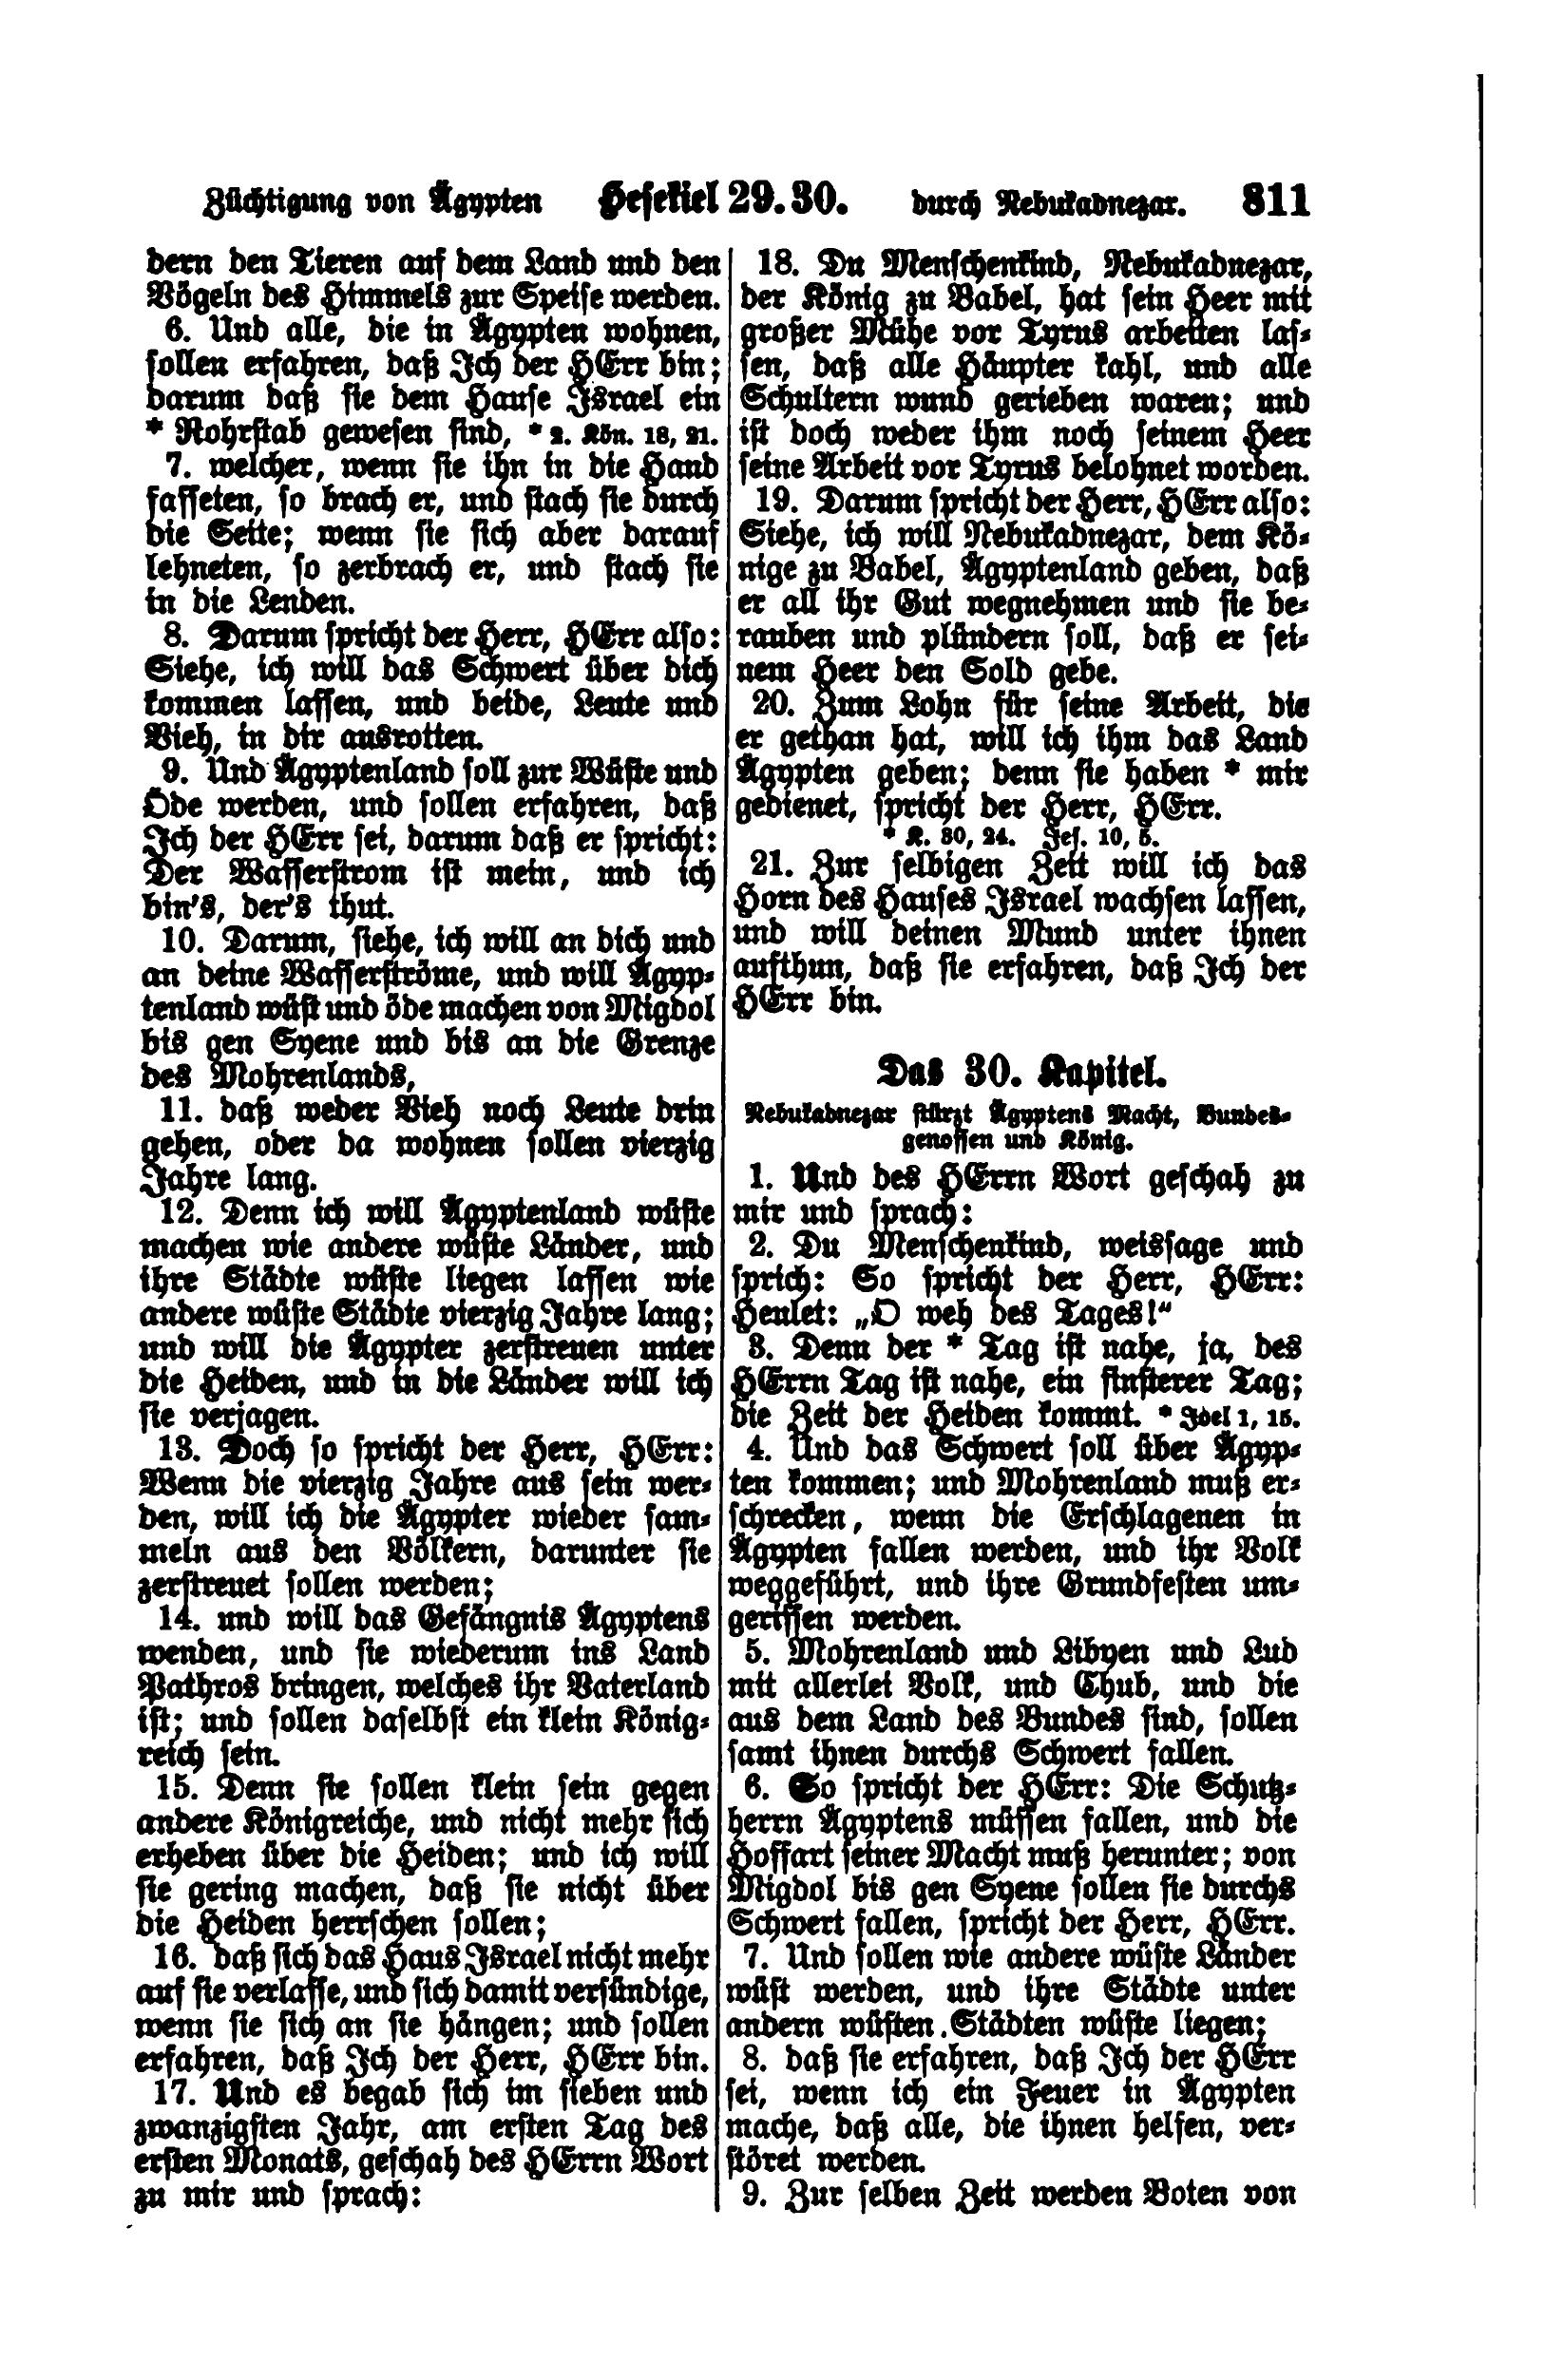 Züchtigung von Ägypten Hesekiel 29. 30. durch Nebukadnezar. 811
dern den Tieren auf dem Land und den
Vögeln des Himmels zur Speise werden.
6. Und alle, die in Ägypten wohnen,
sollen erfahren, daß Ich der HErr bin;
darum daß sie dem Hause Israel ein
* Rohrstab gewesen sind, * 2. Kön. 18, 21.
7. welcher, wenn sie ihn in die Hand
fasseten, so brach er, und stach sie durch
die Seite; wenn sie sich aber darauf
lehneten, so zerbrach er, und stach sie
in die Lenden.
8. Darum spricht der Herr, HErr also:
Siehe, ich will das Schwert über dich
kommen lassen, und beide, Leute und
Vieh, in dir ausrotten.
9. Und Ägyptenland soll zur Wüste und
Öde werden, und sollen erfahren, daß
Ich der HErr sei, darum daß er spricht:
Der Wasserstrom ist mein, und ich
bin's, der's thut.
10. Darum, siehe, ich will an dich und
an deine Wasserströme, und will Ägyp-
tenland wüst und öde machen von Migdol
bis gen Syene und bis an die Grenze
des Mohrenlands,
11. daß weder Vieh noch Leute drin
gehen, oder da wohnen sollen vierzig
Jahre lang.
12. Denn ich will Ägyptenland wüste
machen wie andere wüste Länder, und
ihre Städte wüste liegen lassen wie
andere wüste Städte vierzig Jahre lang;
und will die Ägypter zerstreuen unter
die Heiden, und in die Länder will ich
sie verjagen.
13. Doch so spricht der Herr, HErr:
Wenn die vierzig Jahre aus sein wer-
den, will ich die Ägypter wieder sam-
meln aus den Völkern, darunter sie
zerstreuet sollen werden;
14. und will das Gefängnis Ägyptens
wenden, und sie wiederum ins Land
Pathros bringen, welches ihr Vaterland
ist; und sollen daselbst ein klein König-
reich sein.
15. Denn sie sollen klein sein gegen
andere Königreiche, und nicht mehr sich
erheben über die Heiden; und ich will
sie gering machen, daß sie nicht über
die Heiden herrschen sollen;
16. daß sich das Haus Israel nicht mehr
auf sie verlasse, und sich damit versündige,
wenn sie sich an sie hängen; und sollen
erfahren, daß Ich der Herr, HErr bin.
17. Und es begab sich im sieben und
zwanzigsten Jahr, am ersten Tag des
ersten Monats, geschah des HErrn Wort
zu mir und sprach:
18. Du Menschenkind, Nebukadnezar,
der König zu Babel, hat sein Heer mit
großer Mühe vor Tyrus arbeiten las-
sen, daß alle Häupter kahl, und alle
Schultern wund gerieben waren; und
ist doch weder ihm noch seinem Heer
seine Arbeit vor Tyrus belohnet worden.
19. Darum spricht der Herr, HErr also:
Siehe, ich will Nebukadnezar, dem Kö-
nige zu Babel, Ägyptenland geben, daß
er all ihr Gut wegnehmen und sie be-
rauben und plündern soll, daß er sei-
nem Heer den Sold gebe.
20. Zum Lohn für seine Arbeit, die
er gethan hat, will ich ihm das Land
Ägypten geben; denn sie haben * mir
gedienet, spricht der Herr, HErr.
* K. 30, 24. Jes. 10, 5.
21. Zur selbigen Zeit will ich das
Horn des Hauses Israel wachsen lassen,
und will deinen Mund unter ihnen
aufthun, daß sie erfahren, daß Ich der
HErr bin.
Das 30. Kapitel.
Nebukadnezar stürzt Ägyptens Macht, Bundes-
genossen und König.
1. Und des HErrn Wort geschah zu
mir und sprach:
2. Du Menschenkind, weissage und
sprich: So spricht der Herr, HErr:
Heulet: „O weh des Tages!“
3. Denn der * Tag ist nahe, ja, des
HErrn Tag ist nahe, ein finsterer Tag;
die Zeit der Heiden kommt. * Joel 1, 15.
4. Und das Schwert soll über Ägyp-
ten kommen; und Mohrenland muß er-
schrecken, wenn die Erschlagenen in
Ägypten fallen werden, und ihr Volk
weggeführt, und ihre Grundfesten um-
gerissen werden.
5. Mohrenland und Libyen und Lud
mit allerlei Volk, und Chub, und die
aus dem Land des Bundes sind, sollen
samt ihnen durchs Schwert fallen.
6. So spricht der HErr: Die Schutz-
herrn Ägyptens müssen fallen, und die
Hoffart seiner Macht muß herunter; von
Migdol bis gen Syene sollen sie durchs
Schwert fallen, spricht der Herr, HErr.
7. Und sollen wie andere wüste Länder
wüst werden, und ihre Städte unter
andern wüsten Städten wüste liegen;
8. daß sie erfahren, daß Ich der HErr
sei, wenn ich ein Feuer in Ägypten
mache, daß alle, die ihnen helfen, ver-
störet werden.
9. Zur selben Zeit werden Boten von